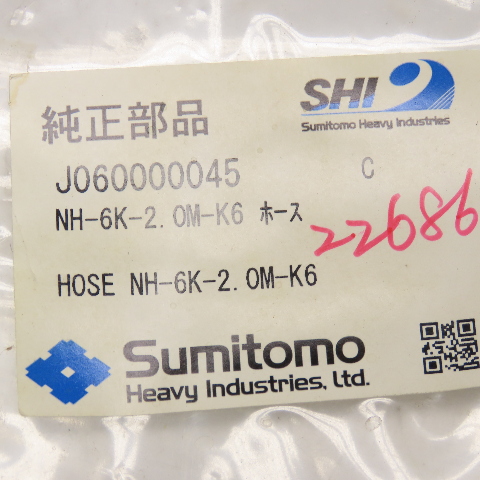 SHI
Sumitomo Heavy Industries
純正部品
J060000045 C
NH-6K-2.0M-K6 ホース
22686
HOSE NH-6K-2.0M-K6
Sumitomo
Heavy Industries, Ltd.